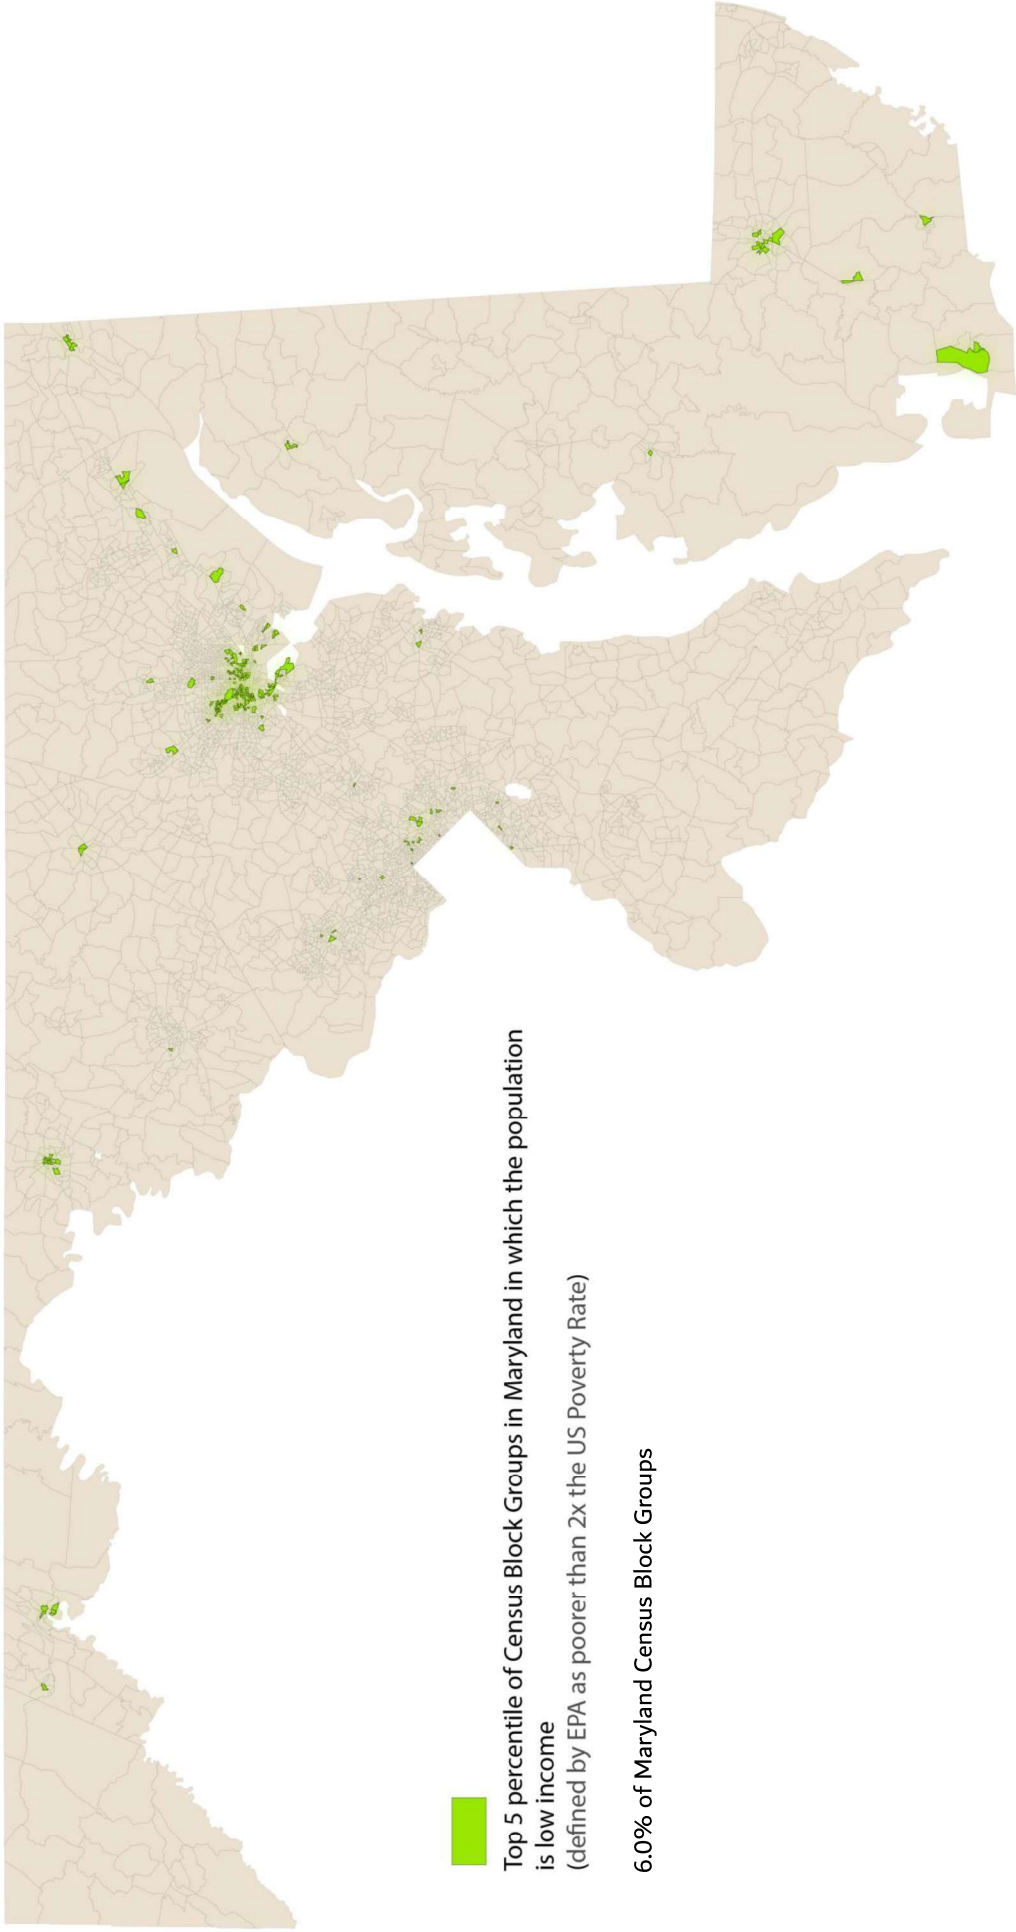 Top 5 percentile of Census Block Groups in Maryland in which the population
is low income
(defined by EPA as poorer than 2x the US Poverty Rate)
6.0% of Maryland Census Block Groups